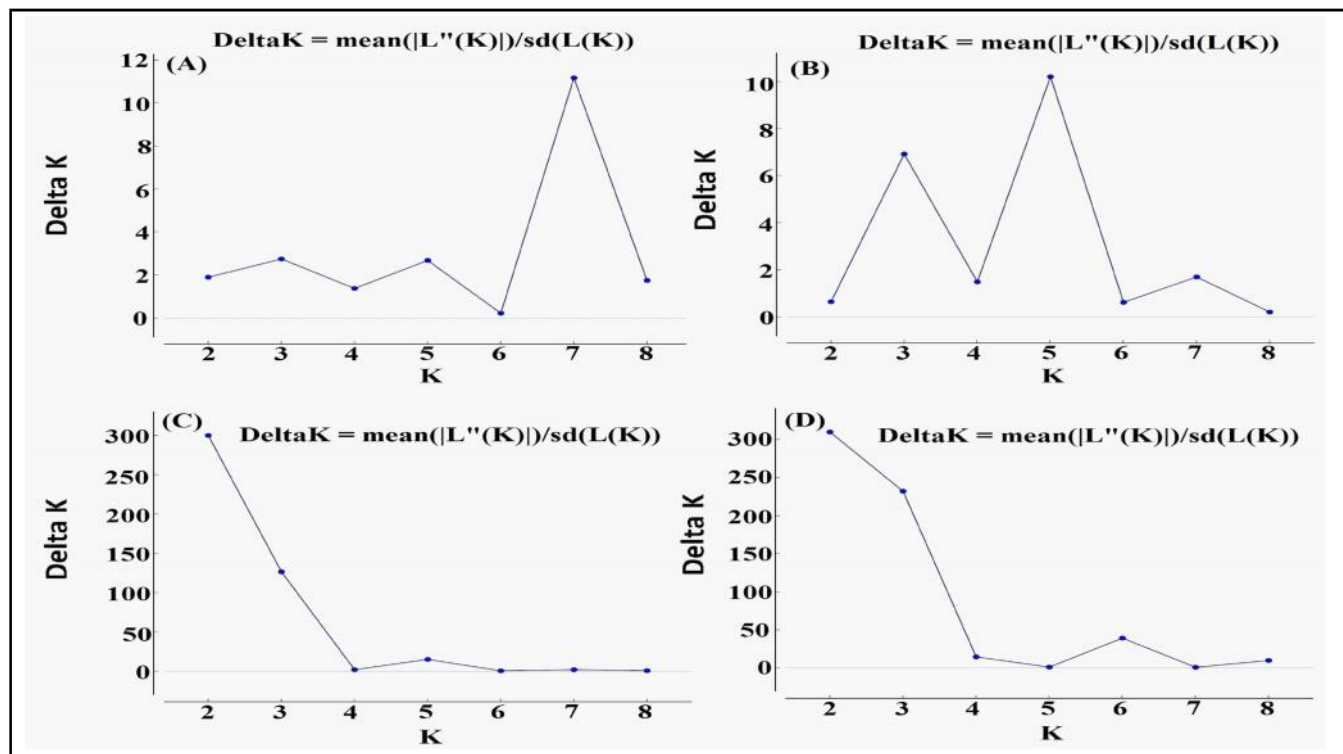 DeltaK = mean(|L"(K)|)/sd(L(K))
(A)
12
10
8
6
4
2
0
Delta K
2 3 4 5 6 7 8
K
DeltaK = mean(|L"(K)|)/sd(L(K))
(B)
10
8
6
4
2
0
Delta K
2 3 4 5 6 7 8
K
(C)
DeltaK = mean(|L"(K)|)/sd(L(K))
300
250
200
150
100
50
0
Delta K
2 3 4 5 6 7 8
K
(D)
DeltaK = mean(|L"(K)|)/sd(L(K))
300
250
200
150
100
50
0
Delta K
2 3 4 5 6 7 8
K